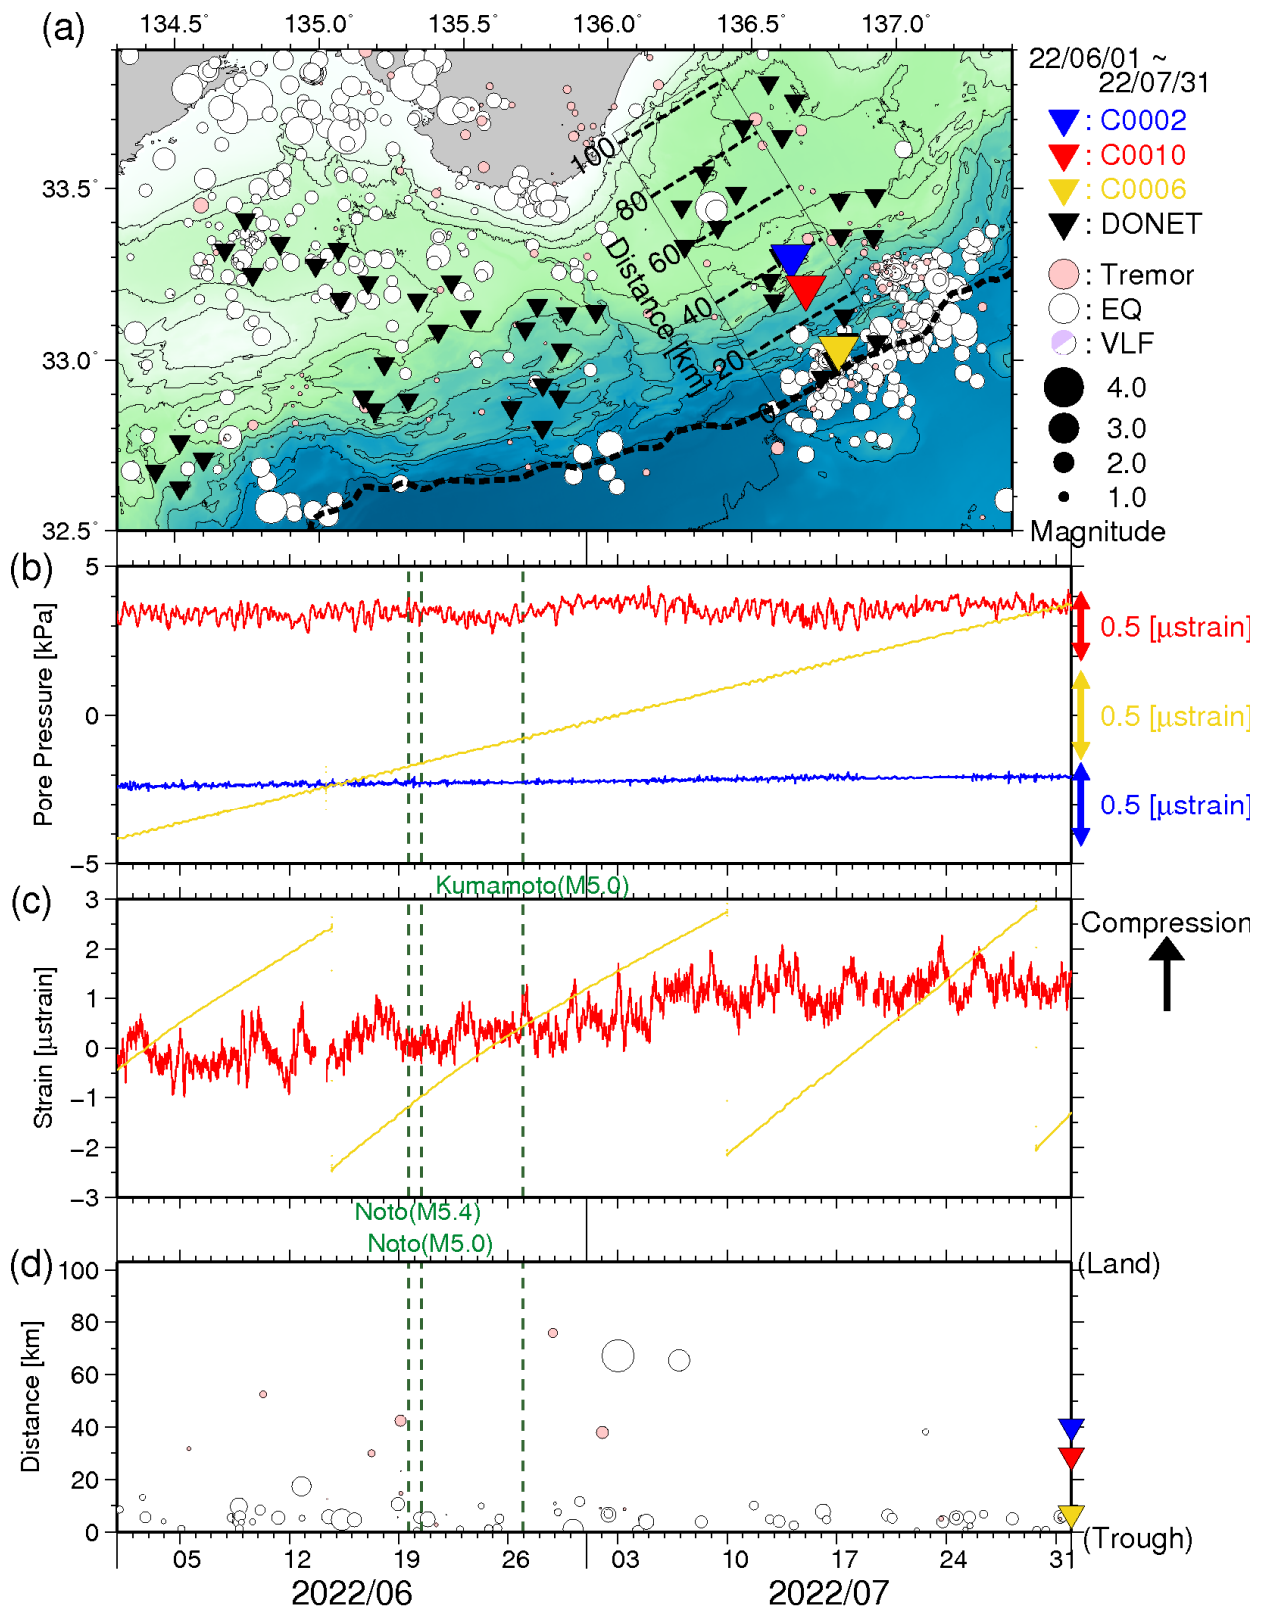 (a)
134.5° 135.0° 135.5° 136.0° 136.5° 137.0°
33.5°
33.0°
32.5°
100
80
60
40
20
0
Distance [km]
22/06/01 ~
22/07/31
: C0002
: C0010
: C0006
: DONET
: Tremor
: EQ
: VLF
4.0
3.0
2.0
1.0
Magnitude
(b)
5
0
−5
Pore Pressure [kPa]
0.5 [μstrain]
0.5 [μstrain]
0.5 [μstrain]
Kumamoto(M5.0)
(c)
3
2
1
0
−1
−2
−3
Strain [μstrain]
Compression
Noto(M5.4)
Noto(M5.0)
(d)
100
80
60
40
20
0
Distance [km]
(Land)
(Trough)
05 12 19 26 03 10 17 24 31
2022/06 2022/07